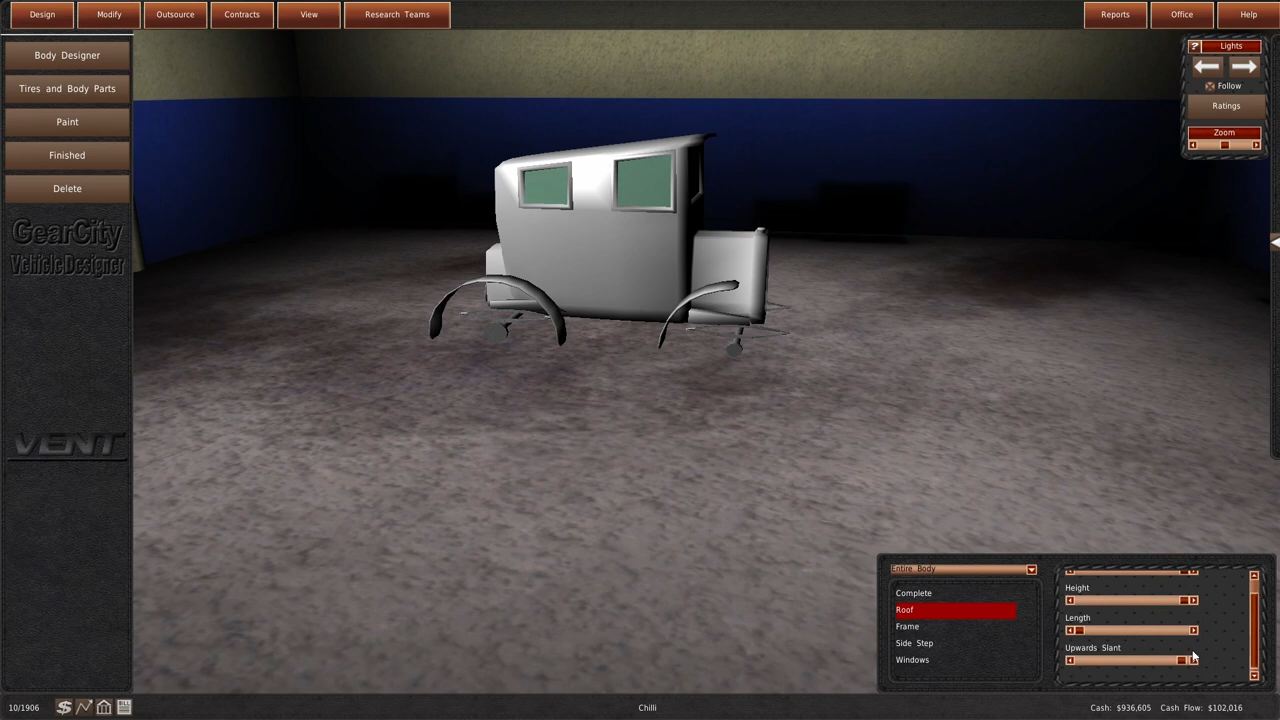 Design Modify Outsource Contracts View Research Teams Reports Office Help
Body Designer
Tires and Body Parts
Paint
Finished
Delete
GearCity
Vehicle Designer
VENT
? Lights
Follow
Ratings
Zoom
Entire Body
Complete
Roof
Frame
Side Step
Windows
Height
Length
Upwards Slant
10/1906 $ Chilli Cash: $936,605 Cash Flow: $102,016